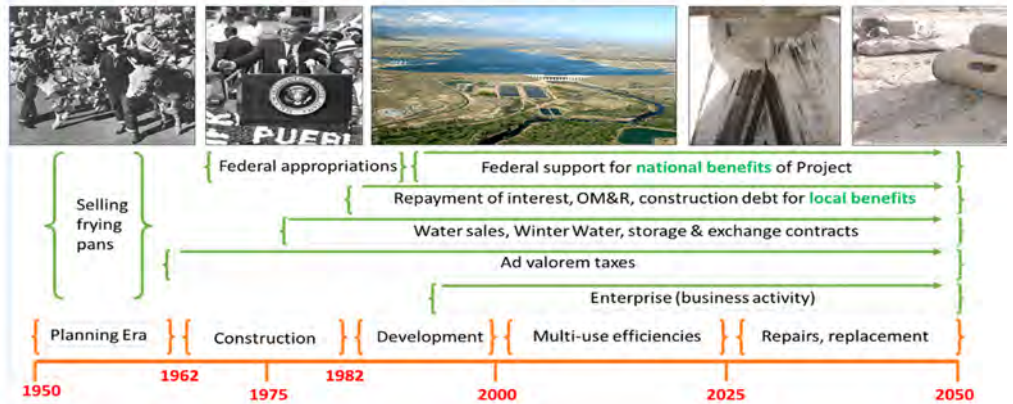 PUEBL
Federal appropriations
Federal support for national benefits of Project
Selling
frying
pans
Repayment of interest, OM&R, construction debt for local benefits
Water sales, Winter Water, storage & exchange contracts
Ad valorem taxes
Enterprise (business activity)
Planning Era
Construction
Development
Multi-use efficiencies
Repairs, replacement
1950
1962
1975
1982
2000
2025
2050